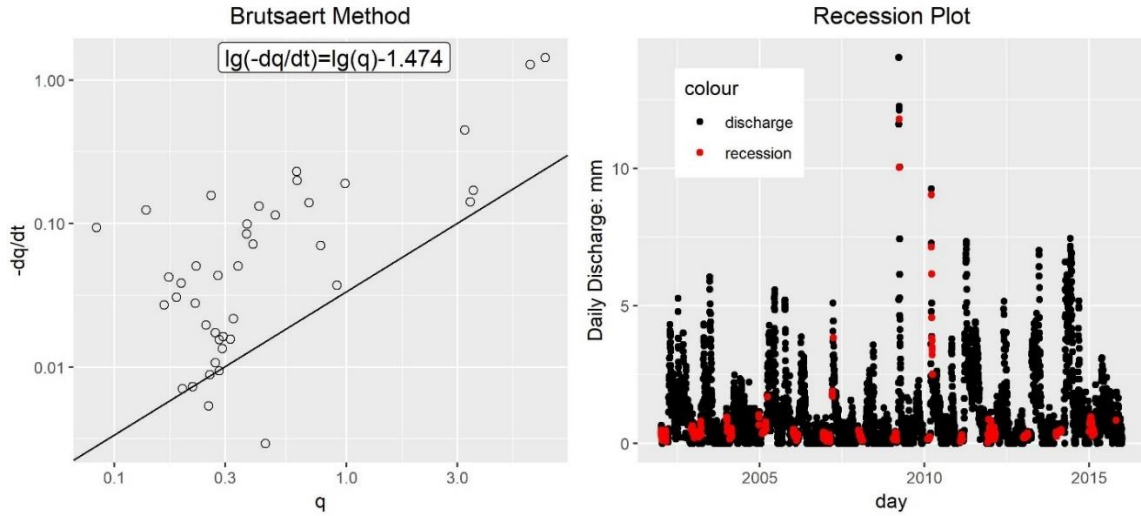 Brutsaert Method
lg(-dq/dt)=lg(q)-1.474
1.00
0.10
0.01
-dq/dt
0.1
0.3
1.0
3.0
q
Recession Plot
colour
discharge
recession
10
5
0
Daily Discharge: mm
2005
2010
2015
day